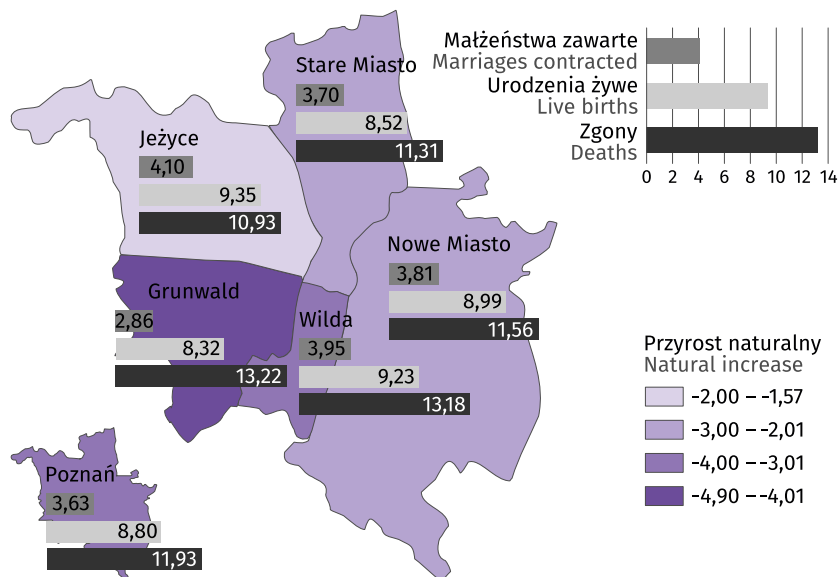 Stare Miasto
3,70
8,52
11,31
Jeżyce
4,10
9,35
10,93
Nowe Miasto
3,81
8,99
11,56
Grunwald
2,86
8,32
13,22
Wilda
3,95
9,23
13,18
Poznań
3,63
8,80
11,93
Małżeństwa zawarte
Marriages contracted
Urodzenia żywe
Live births
Zgony
Deaths
0 2 4 6 8 10 12 14
Przyrost naturalny
Natural increase
-2,00 – -1,57
-3,00 – -2,01
-4,00 – -3,01
-4,90 – -4,01